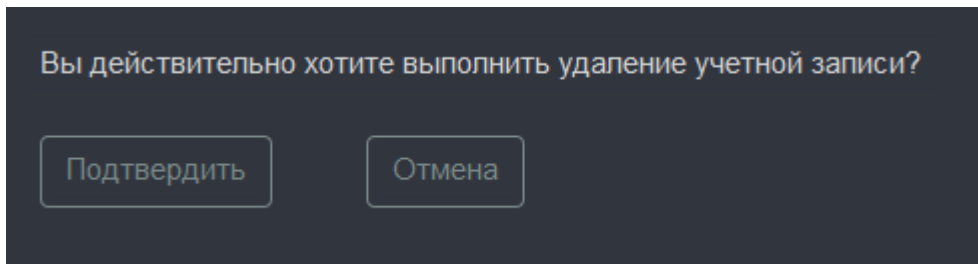 Вы действительно хотите выполнить удаление учетной записи?
Подтвердить Отмена